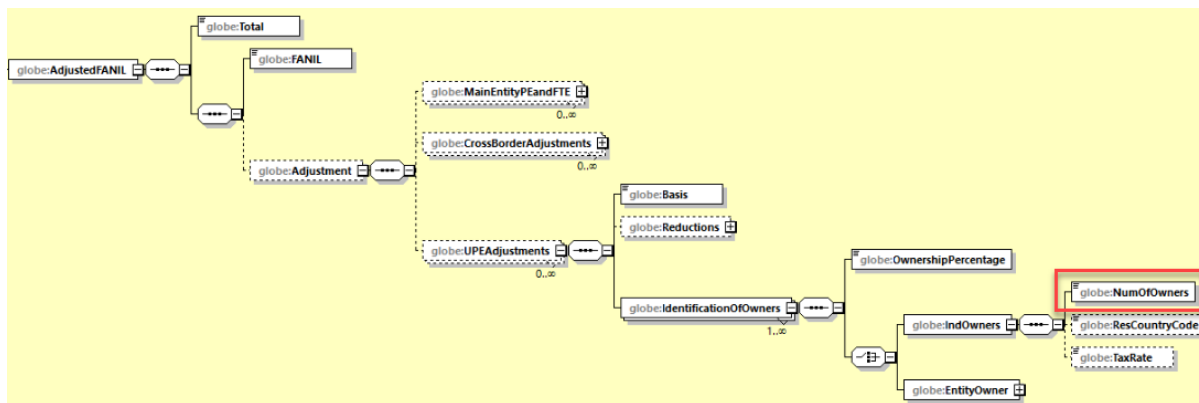 globe:Total
globe:FANIL
globe:AdjustedFANIL
globe:MainEntityPEandFTE
0..∞
globe:CrossBorderAdjustments
0..∞
globe:Adjustment
globe:Basis
globe:Reductions
globe:UPEAdjustments
0..∞
globe:OwnershipPercentage
globe:NumOfOwners
globe:IdentificationOfOwners
1..∞
globe:IndOwners
globe:ResCountryCode
globe:TaxRate
globe:EntityOwner